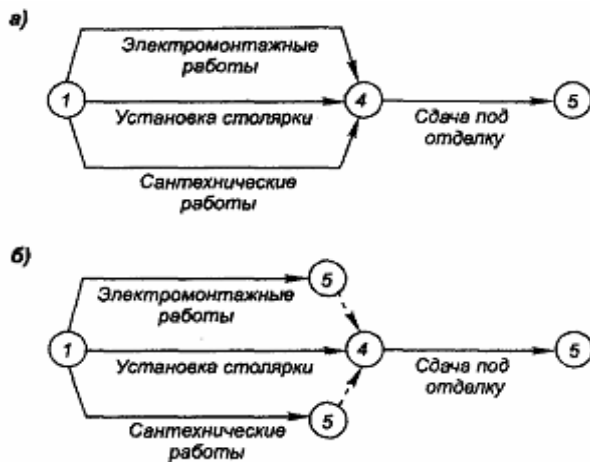 а)
Электромонтажные
работы
1
4
5
Установка столярки
Сдача под
отделку
Сантехнические
работы
б)
5
Электромонтажные
работы
1
4
5
Установка столярки
Сдача под
отделку
5
Сантехнические
работы